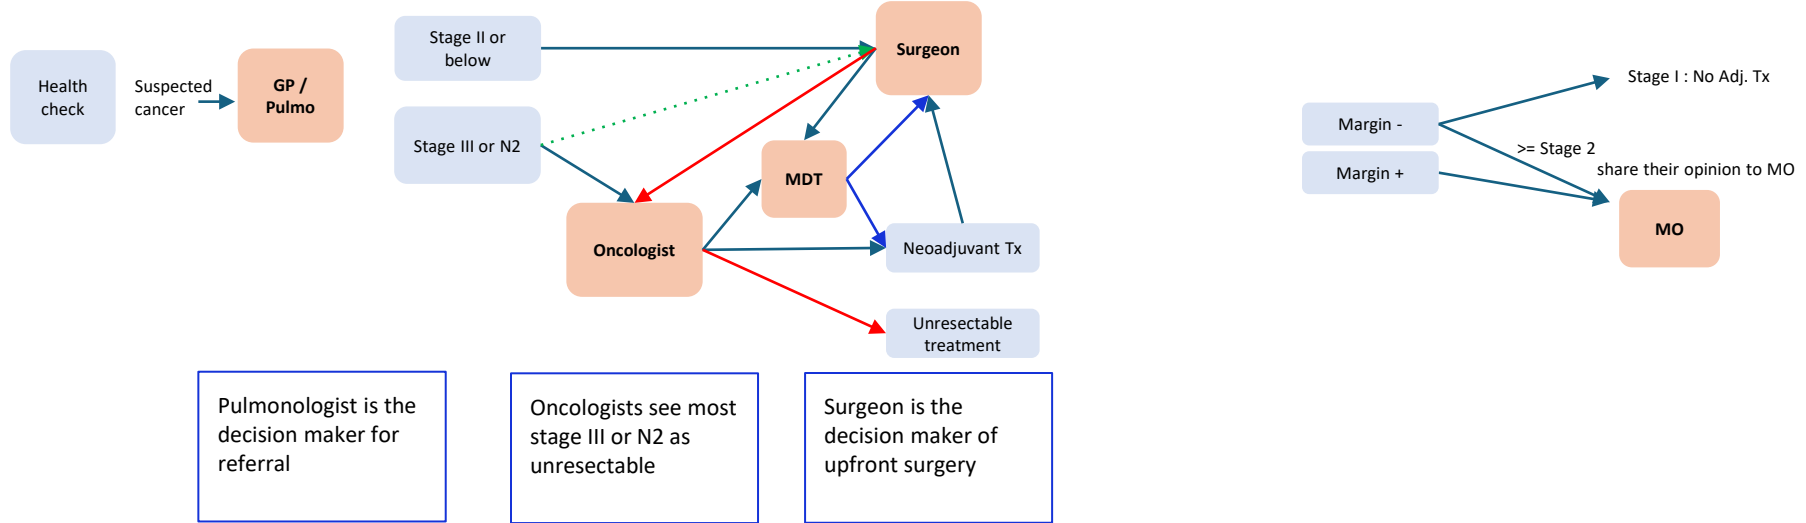 Health
check
Suspected
cancer
GP /
Pulmo
Stage II or
below
Stage III or N2
Surgeon
MDT
Oncologist
Neoadjuvant Tx
Unresectable
treatment
Margin -
Margin +
Stage I : No Adj. Tx
>= Stage 2
share their opinion to MO
MO
Pulmonologist is the
decision maker for
referral
Oncologists see most
stage III or N2 as
unresectable
Surgeon is the
decision maker of
upfront surgery